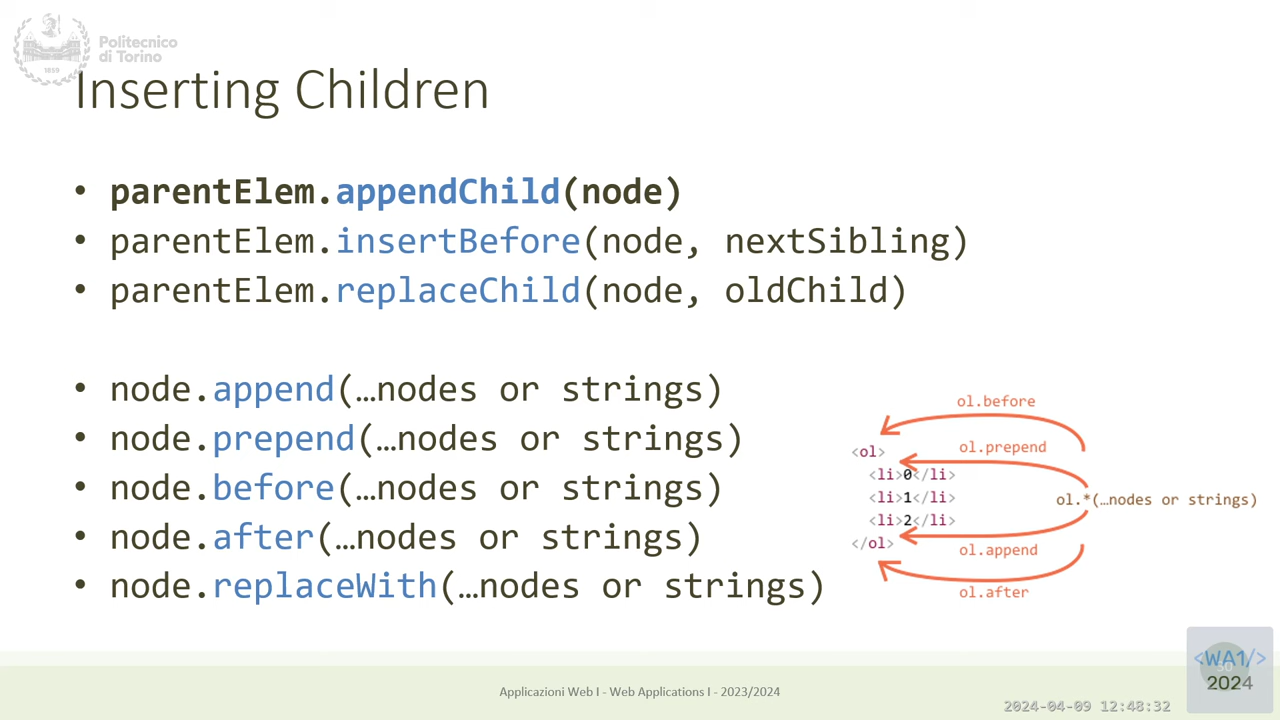 Politecnico
di Torino
1859
Inserting Children
• parentElem.appendChild(node)
• parentElem.insertBefore(node, nextSibling)
• parentElem.replaceChild(node, oldChild)
• node.append(…nodes or strings)
• node.prepend(…nodes or strings)
• node.before(…nodes or strings)
• node.after(…nodes or strings)
• node.replaceWith(…nodes or strings)
ol.before
<ol>
ol.prepend
<li>0</li>
<li>1</li>
ol.*(…nodes or strings)
<li>2</li>
</ol>
ol.append
ol.after
<WA1/>
30
2024
Applicazioni Web I - Web Applications I - 2023/2024
2024-04-09 12:48:32